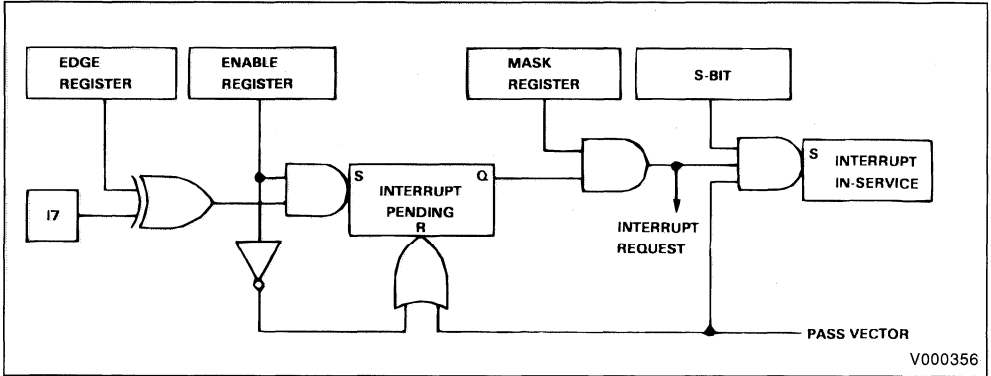 EDGE
REGISTER
ENABLE
REGISTER
MASK
REGISTER
S-BIT
I7
S
Q
INTERRUPT
PENDING
R
S
INTERRUPT
IN-SERVICE
INTERRUPT
REQUEST
PASS VECTOR
V000356